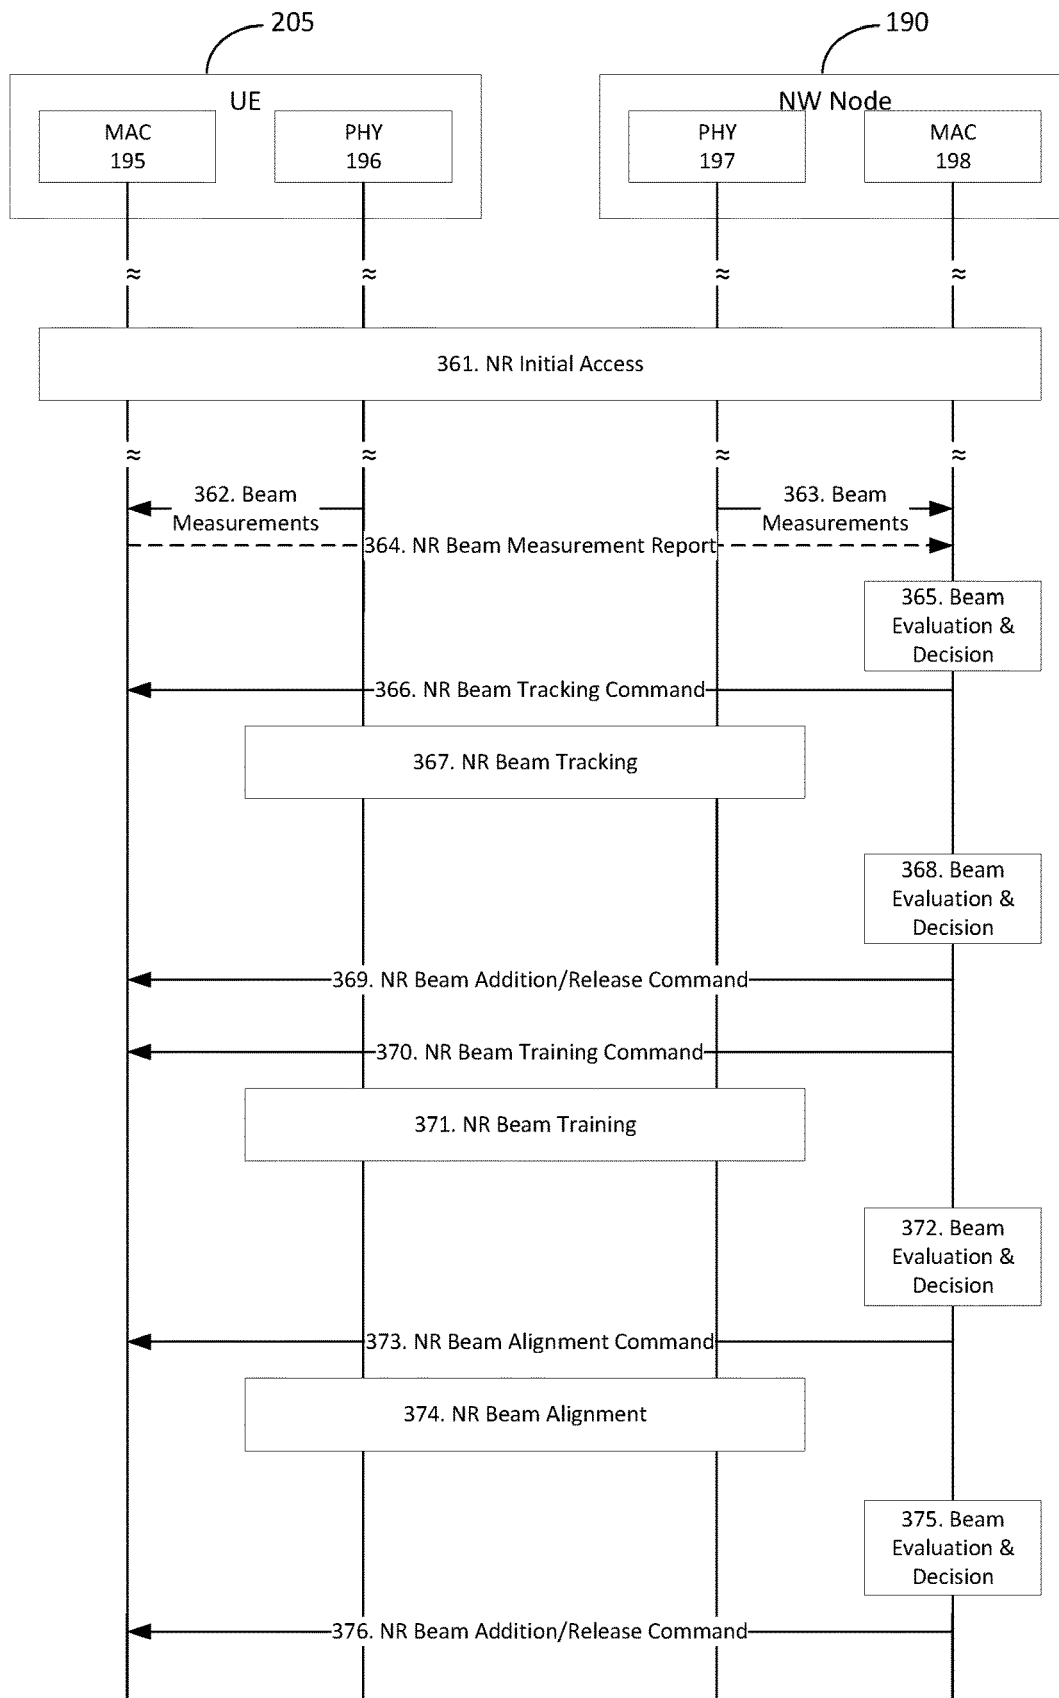 205
190
UE
NW Node
MAC
195
PHY
196
PHY
197
MAC
198
≈ ≈ ≈ ≈
361. NR Initial Access
≈ ≈ ≈ ≈
362. Beam
Measurements
363. Beam
Measurements
364. NR Beam Measurement Report
365. Beam
Evaluation &
Decision
366. NR Beam Tracking Command
367. NR Beam Tracking
368. Beam
Evaluation &
Decision
369. NR Beam Addition/Release Command
370. NR Beam Training Command
371. NR Beam Training
372. Beam
Evaluation &
Decision
373. NR Beam Alignment Command
374. NR Beam Alignment
375. Beam
Evaluation &
Decision
376. NR Beam Addition/Release Command